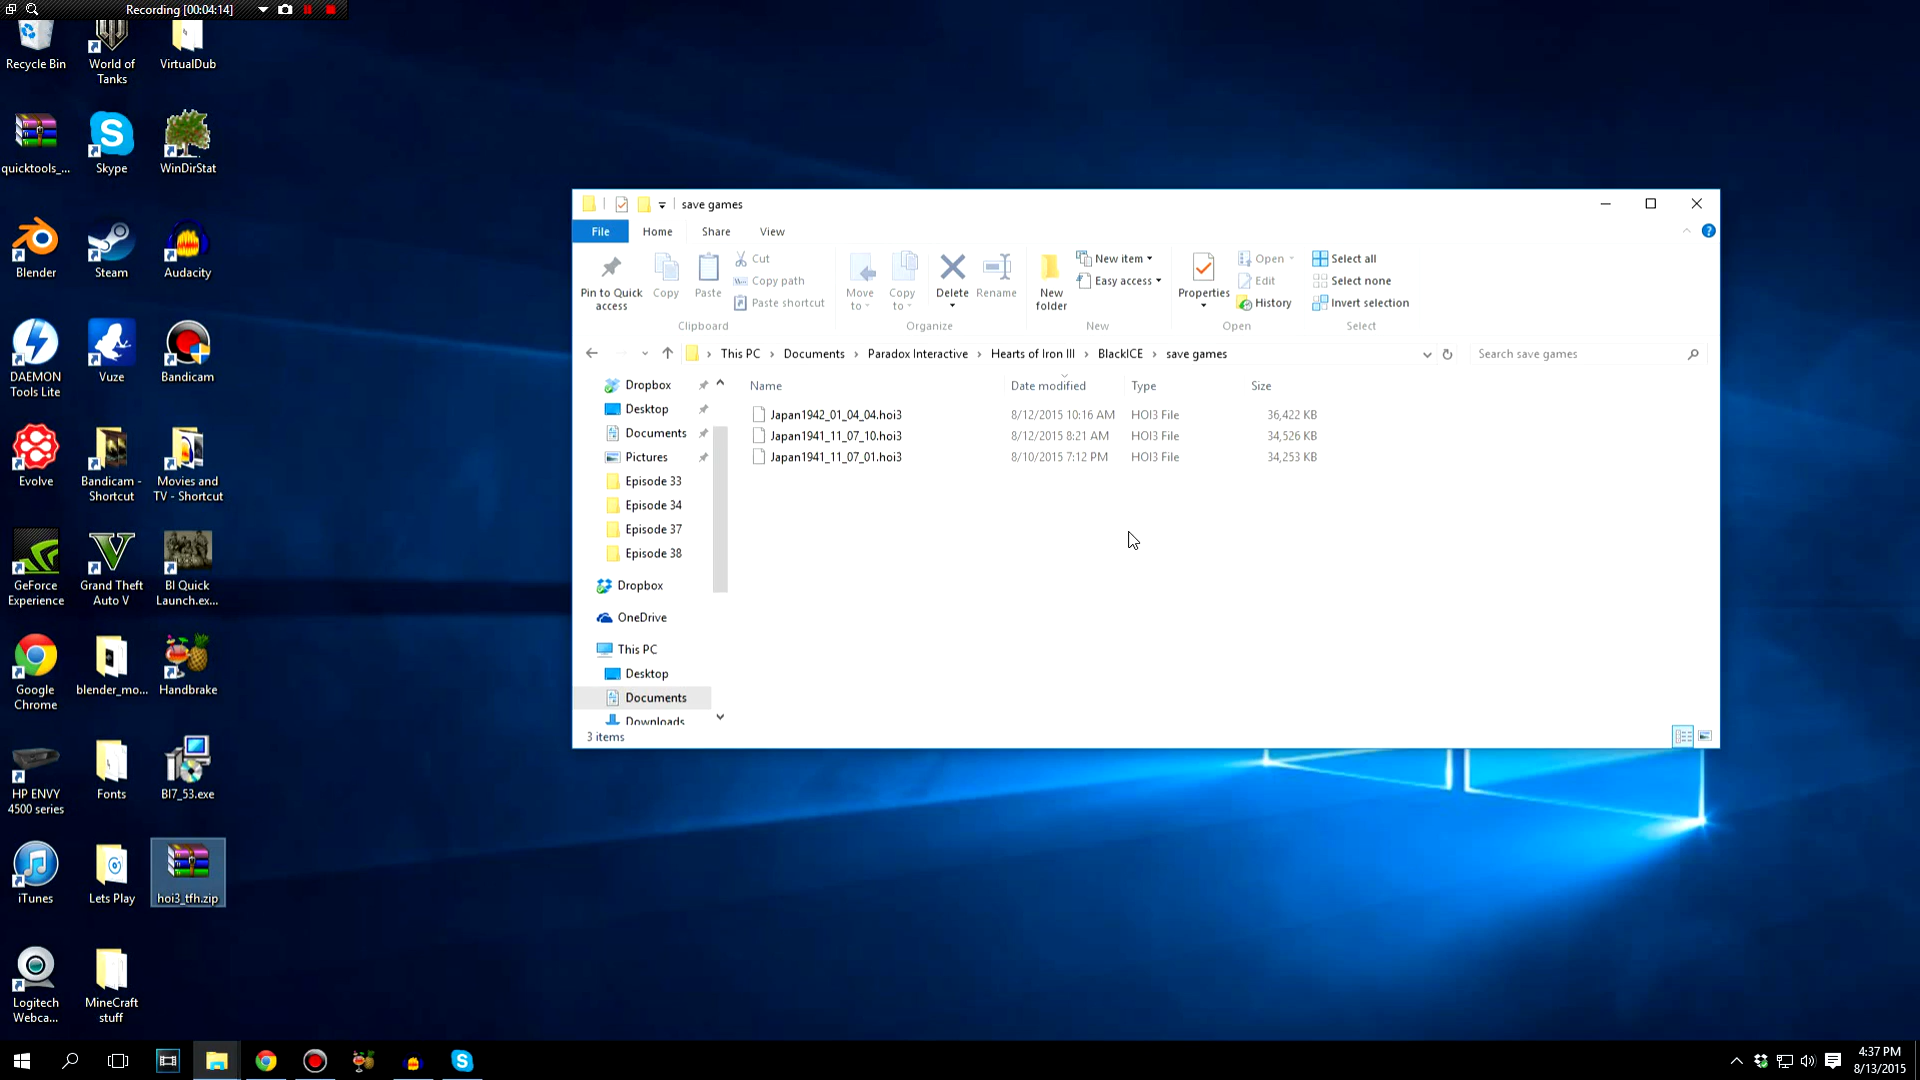 Recording [00:04:14]
Recycle Bin
World of
Tanks
VirtualDub
quicktools_...
Skype
WinDirStat
Blender
Steam
Audacity
DAEMON
Tools Lite
Vuze
Bandicam
Evolve
Bandicam -
Shortcut
Movies and
TV - Shortcut
GeForce
Experience
Grand Theft
Auto V
BI Quick
Launch.ex...
Google
Chrome
blender_mo...
Handbrake
HP ENVY
4500 series
Fonts
BI7_53.exe
iTunes
Lets Play
hoi3_tfh.zip
Logitech
Webca...
MineCraft
stuff
save games
File Home Share View
Pin to Quick
access
Copy
Paste
Cut
Copy path
Paste shortcut
Clipboard
Move
to
Copy
to
Delete
Rename
Organize
New
folder
New item
Easy access
New
Properties
Open
Edit
History
Open
Select all
Select none
Invert selection
Select
This PC > Documents > Paradox Interactive > Hearts of Iron III > BlackICE > save games
Search save games
Dropbox
Desktop
Documents
Pictures
Episode 33
Episode 34
Episode 37
Episode 38
Dropbox
OneDrive
This PC
Desktop
Documents
Downloads
Name Date modified Type Size
Japan1942_01_04_04.hoi3 8/12/2015 10:16 AM HOI3 File 36,422 KB
Japan1941_11_07_10.hoi3 8/12/2015 8:21 AM HOI3 File 34,526 KB
Japan1941_11_07_01.hoi3 8/10/2015 7:12 PM HOI3 File 34,253 KB
3 items
4:37 PM
8/13/2015